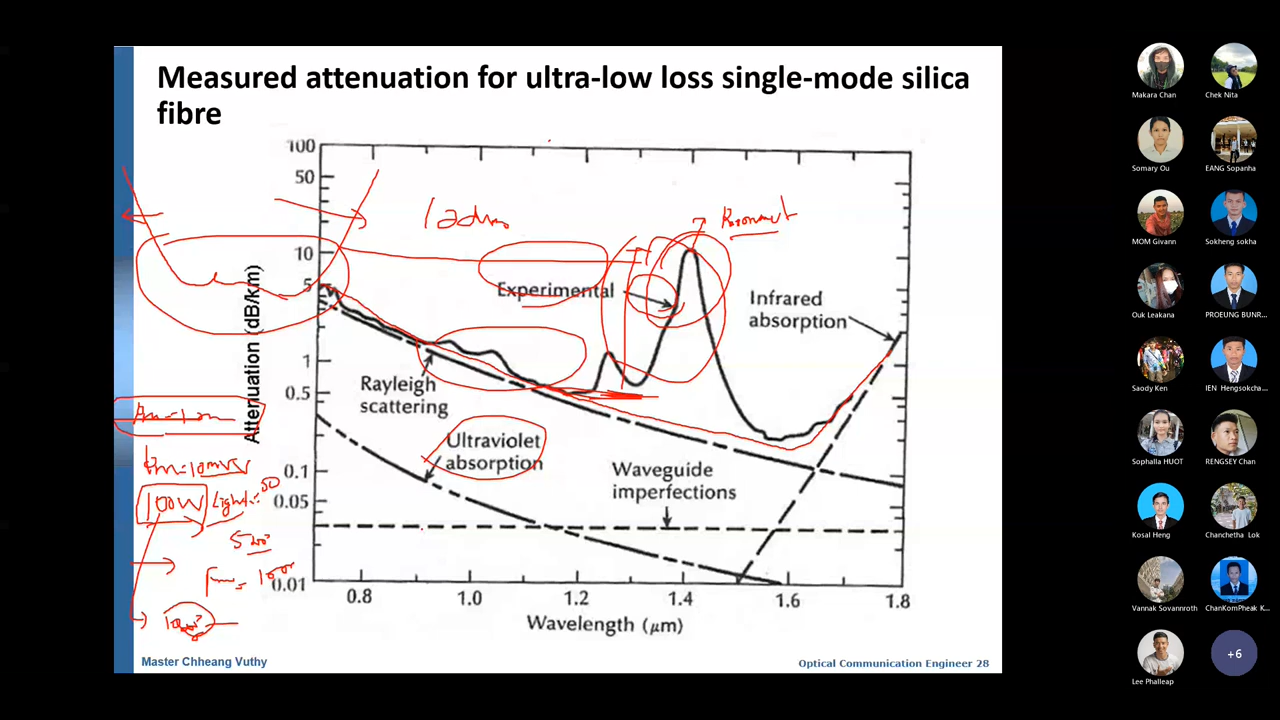 Measured attenuation for ultra-low loss single-mode silica
fibre
100
50
10
5
1
0.5
0.1
0.05
0.01
Attenuation (dB/km)
Experimental
Infrared
absorption
Rayleigh
scattering
Ultraviolet
absorption
Waveguide
imperfections
0.8
1.0
1.2
1.4
1.6
1.8
Wavelength (μm)
100W
Master Chheang Vuthy
Optical Communication Engineer 28
Makara Chan
Chek Nita
Somary Ou
EANG Sopanha
MOM Givann
Sokheng sokha
Ouk Leakana
PROEUNG BUNR...
Saody Ken
IEN Hengsokcha...
Sophalla HUOT
RENGSEY Chan
Kosal Heng
Chanchetha Lok
Vannak Sovannroth
ChanKomPheak K...
Lee Phalleap
+6